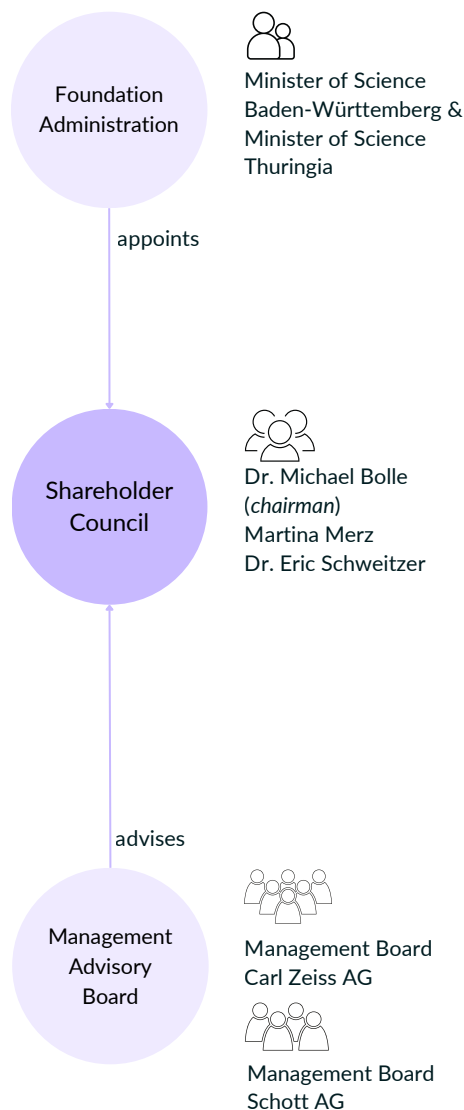 Foundation
Administration
Minister of Science
Baden-Württemberg &
Minister of Science
Thuringia
appoints
Shareholder
Council
Dr. Michael Bolle
(chairman)
Martina Merz
Dr. Eric Schweitzer
advises
Management
Advisory
Board
Management Board
Carl Zeiss AG
Management Board
Schott AG